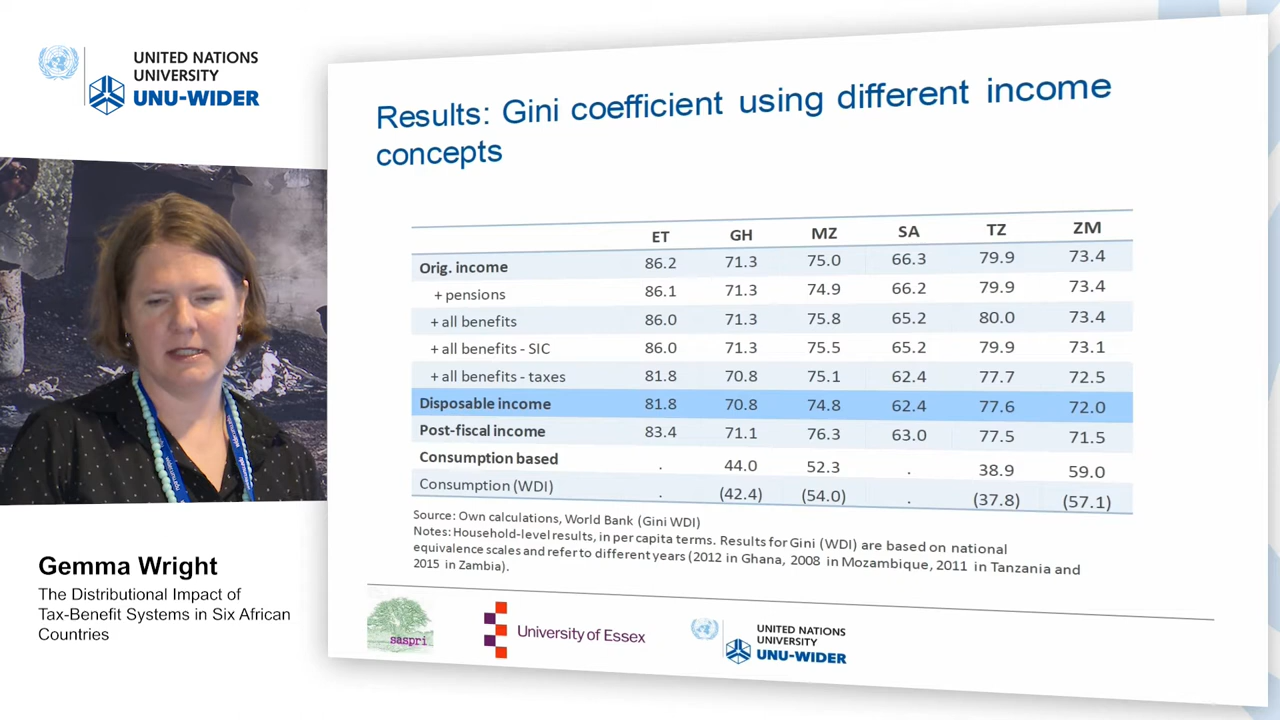 UNITED NATIONS
UNIVERSITY
UNU-WIDER
Results: Gini coefficient using different income
concepts
ET GH MZ SA TZ ZM
Orig. income 86.2 71.3 75.0 66.3 79.9 73.4
+ pensions 86.1 71.3 74.9 66.2 79.9 73.4
+ all benefits 86.0 71.3 75.8 65.2 80.0 73.4
+ all benefits - SIC 86.0 71.3 75.5 65.2 79.9 73.1
+ all benefits - taxes 81.8 70.8 75.1 62.4 77.7 72.5
Disposable income 81.8 70.8 74.8 62.4 77.6 72.0
Post-fiscal income 83.4 71.1 76.3 63.0 77.5 71.5
Consumption based . 44.0 52.3 . 38.9 59.0
Consumption (WDI) . (42.4) (54.0) . (37.8) (57.1)
Source: Own calculations, World Bank (Gini WDI)
Notes: Household-level results, in per capita terms. Results for Gini (WDI) are based on national
equivalence scales and refer to different years (2012 in Ghana, 2008 in Mozambique, 2011 in Tanzania and
2015 in Zambia).
Gemma Wright
The Distributional Impact of
Tax-Benefit Systems in Six African
Countries
saspri
University of Essex
UNITED NATIONS
UNIVERSITY
UNU-WIDER